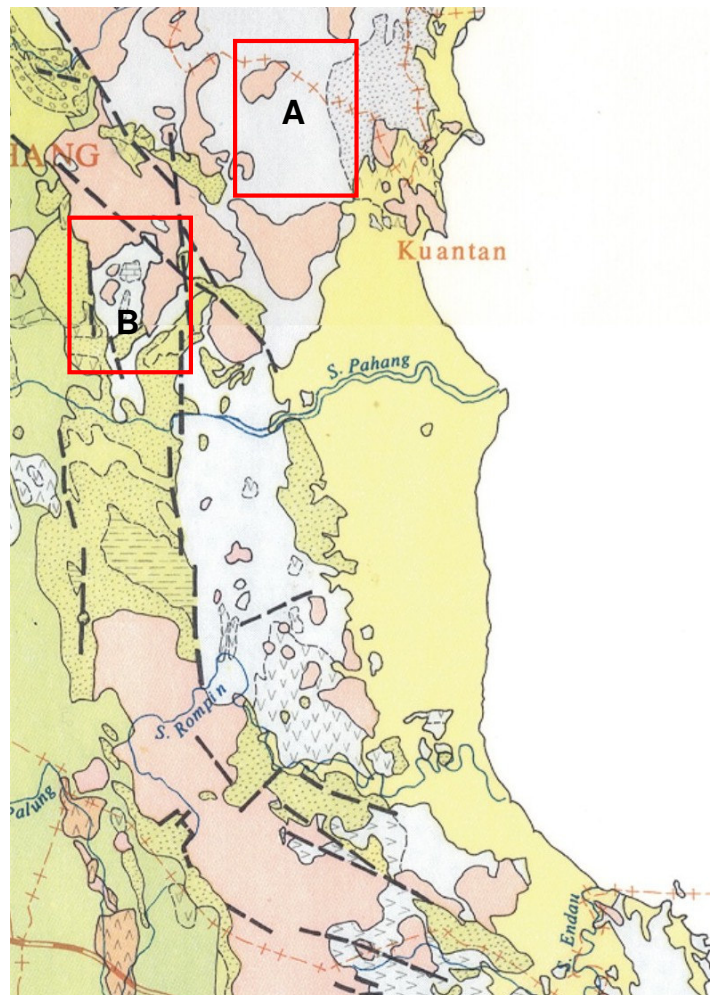 A
HANG
Kuantan
B
S. Pahang
S. Rompin
Palung
S. Endau